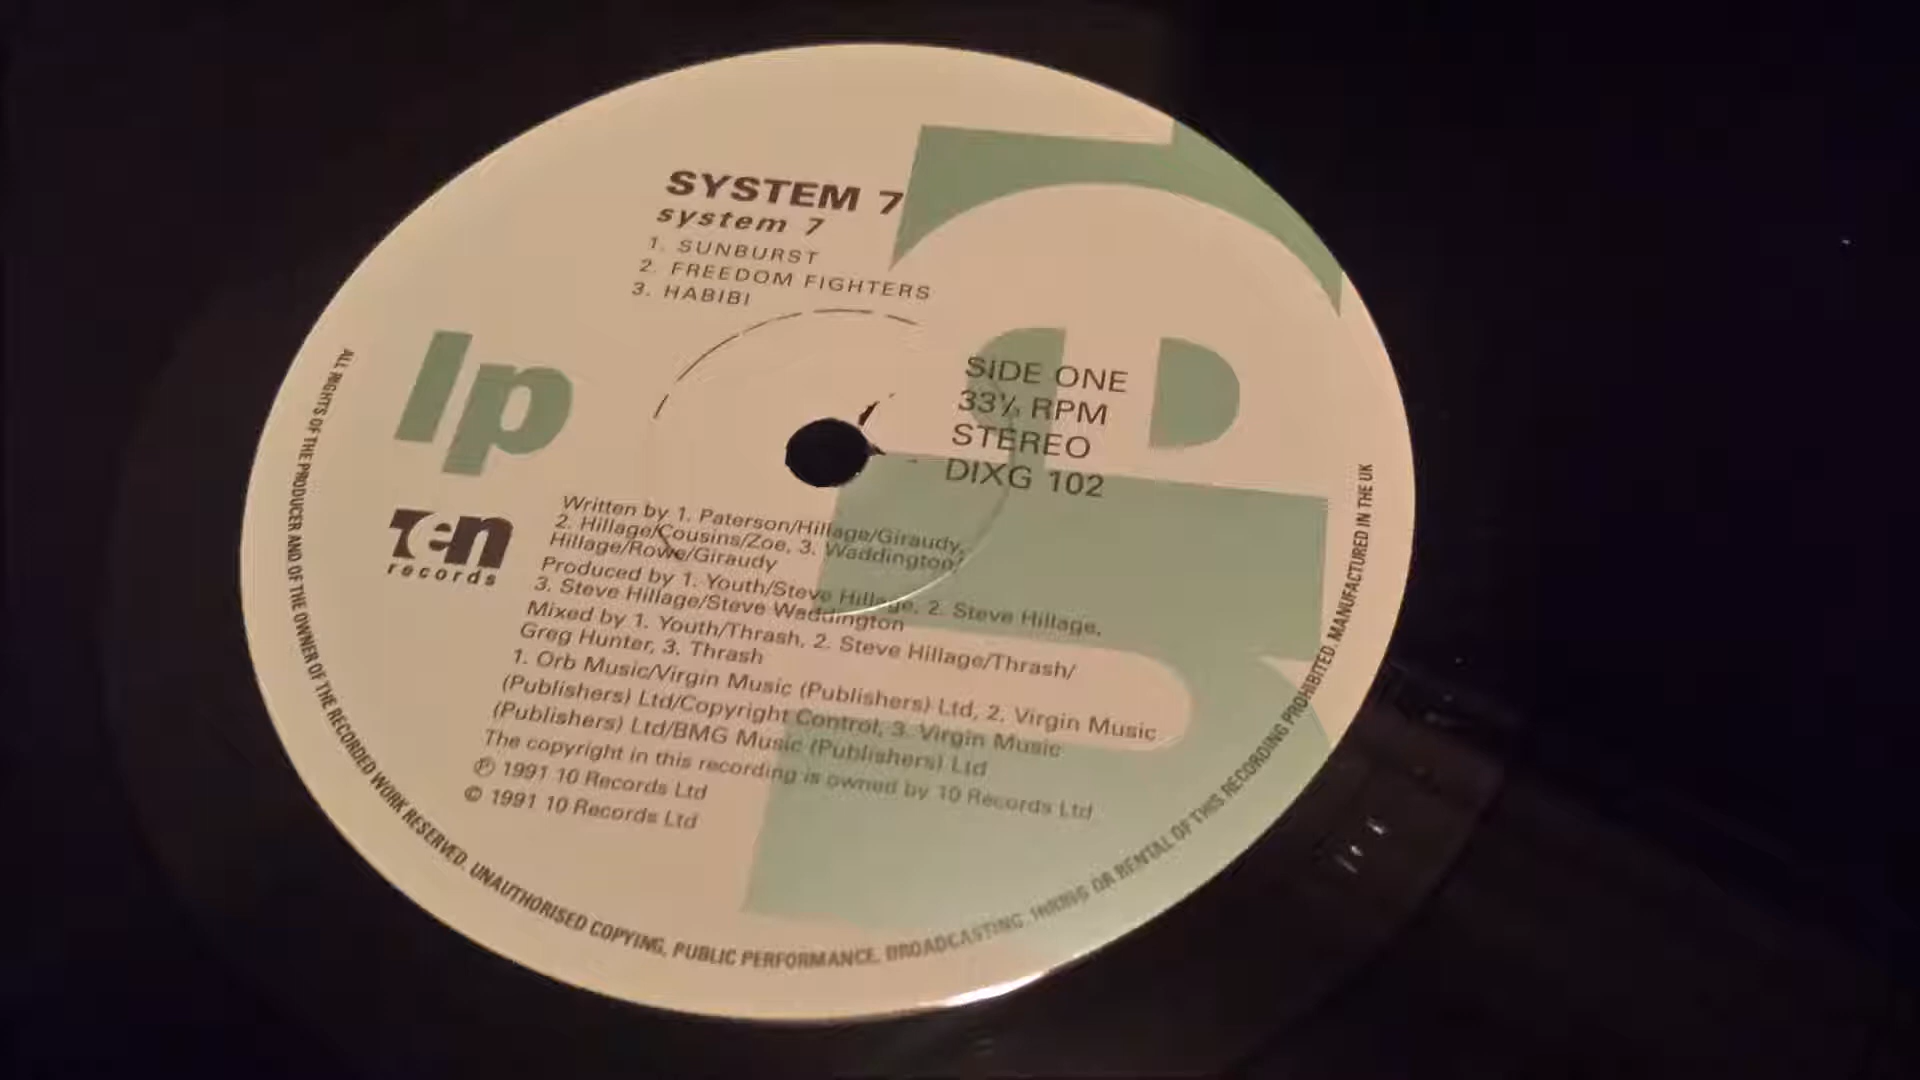 SYSTEM 7
system 7
1. SUNBURST
2. FREEDOM FIGHTERS
3. HABIBI
lp
SIDE ONE
33⅓ RPM
STEREO
DIXG 102
Ten
records
Written by 1. Paterson/Hillage/Giraudy,
2. Hillage/Cousins/Zoe, 3. Waddington/
Hillage/Rowe/Giraudy
Produced by 1. Youth/Steve Hillage, 2. Steve Hillage,
3. Steve Hillage/Steve Waddington
Mixed by 1. Youth/Thrash, 2. Steve Hillage/Thrash/
Greg Hunter, 3. Thrash
1. Orb Music/Virgin Music (Publishers) Ltd, 2. Virgin Music
(Publishers) Ltd/Copyright Control, 3. Virgin Music
(Publishers) Ltd/BMG Music (Publishers) Ltd
The copyright in this recording is owned by 10 Records Ltd
℗ 1991 10 Records Ltd
© 1991 10 Records Ltd
ALL RIGHTS OF THE PRODUCER AND OF THE OWNER OF THE RECORDED WORK RESERVED. UNAUTHORISED COPYING, PUBLIC PERFORMANCE, BROADCASTING, HIRING OR RENTAL OF THIS RECORDING PROHIBITED. MANUFACTURED IN THE UK